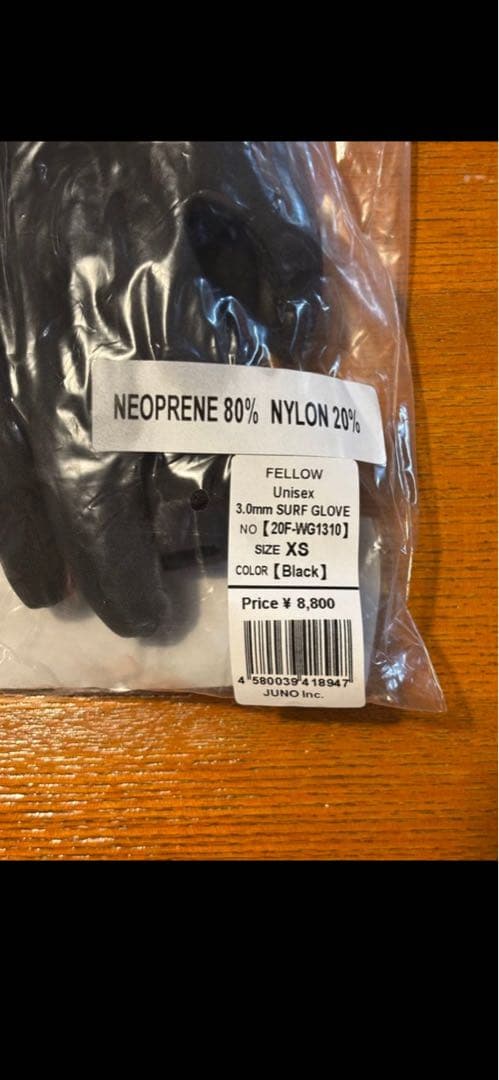 NEOPRENE 80% NYLON 20%
FELLOW
Unisex
3.0mm SURF GLOVE
NO【20F-WG1310】
SIZE XS
COLOR【Black】
Price ¥ 8,800
4 580039 418947
JUNO Inc.